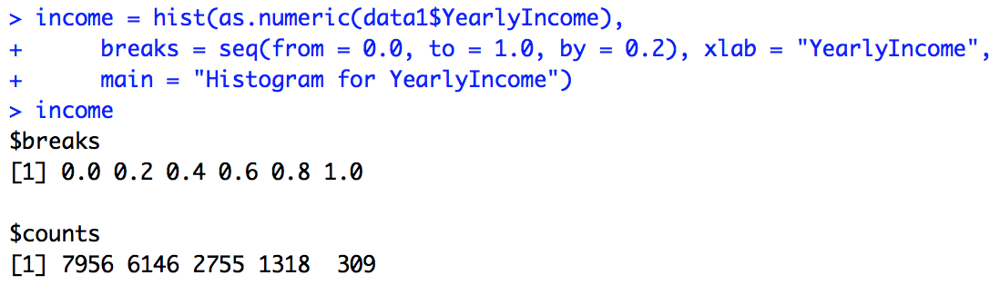 > income = hist(as.numeric(data1$YearlyIncome),
+     breaks = seq(from = 0.0, to = 1.0, by = 0.2), xlab = "YearlyIncome",
+     main = "Histogram for YearlyIncome")
> income
$breaks
[1] 0.0 0.2 0.4 0.6 0.8 1.0

$counts
[1] 7956 6146 2755 1318  309